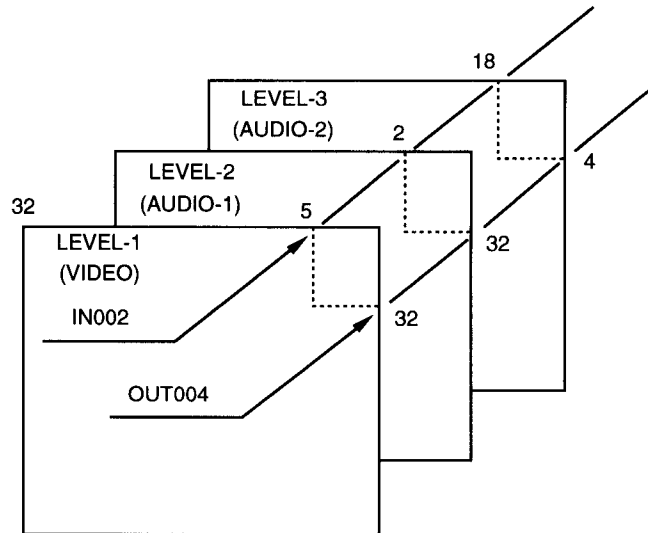 18
LEVEL-3
(AUDIO-2)
2
4
LEVEL-2
(AUDIO-1)
32
5
32
LEVEL-1
(VIDEO)
IN002
32
OUT004